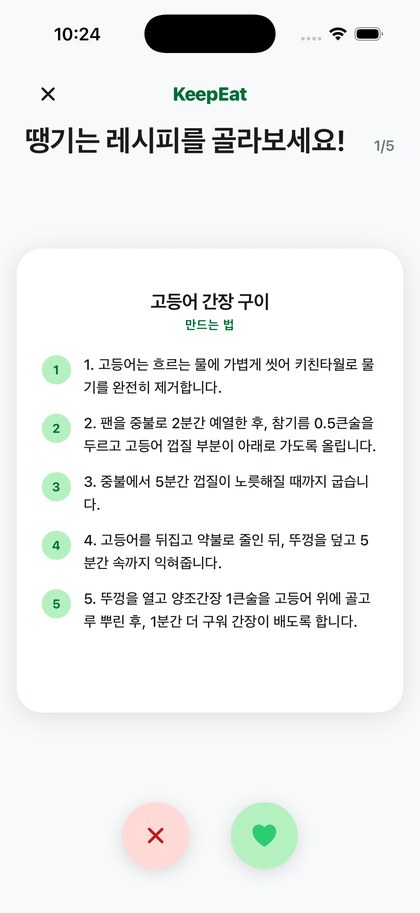 10:24
KeepEat
땡기는 레시피를 골라보세요!
1/5
고등어 간장 구이
만드는 법
1
1. 고등어는 흐르는 물에 가볍게 씻어 키친타월로 물
기를 완전히 제거합니다.
2
2. 팬을 중불로 2분간 예열한 후, 참기름 0.5큰술을
두르고 고등어 껍질 부분이 아래로 가도록 올립니다.
3
3. 중불에서 5분간 껍질이 노릇해질 때까지 굽습니
다.
4
4. 고등어를 뒤집고 약불로 줄인 뒤, 뚜껑을 덮고 5
분간 속까지 익혀줍니다.
5
5. 뚜껑을 열고 양조간장 1큰술을 고등어 위에 골고
루 뿌린 후, 1분간 더 구워 간장이 배도록 합니다.